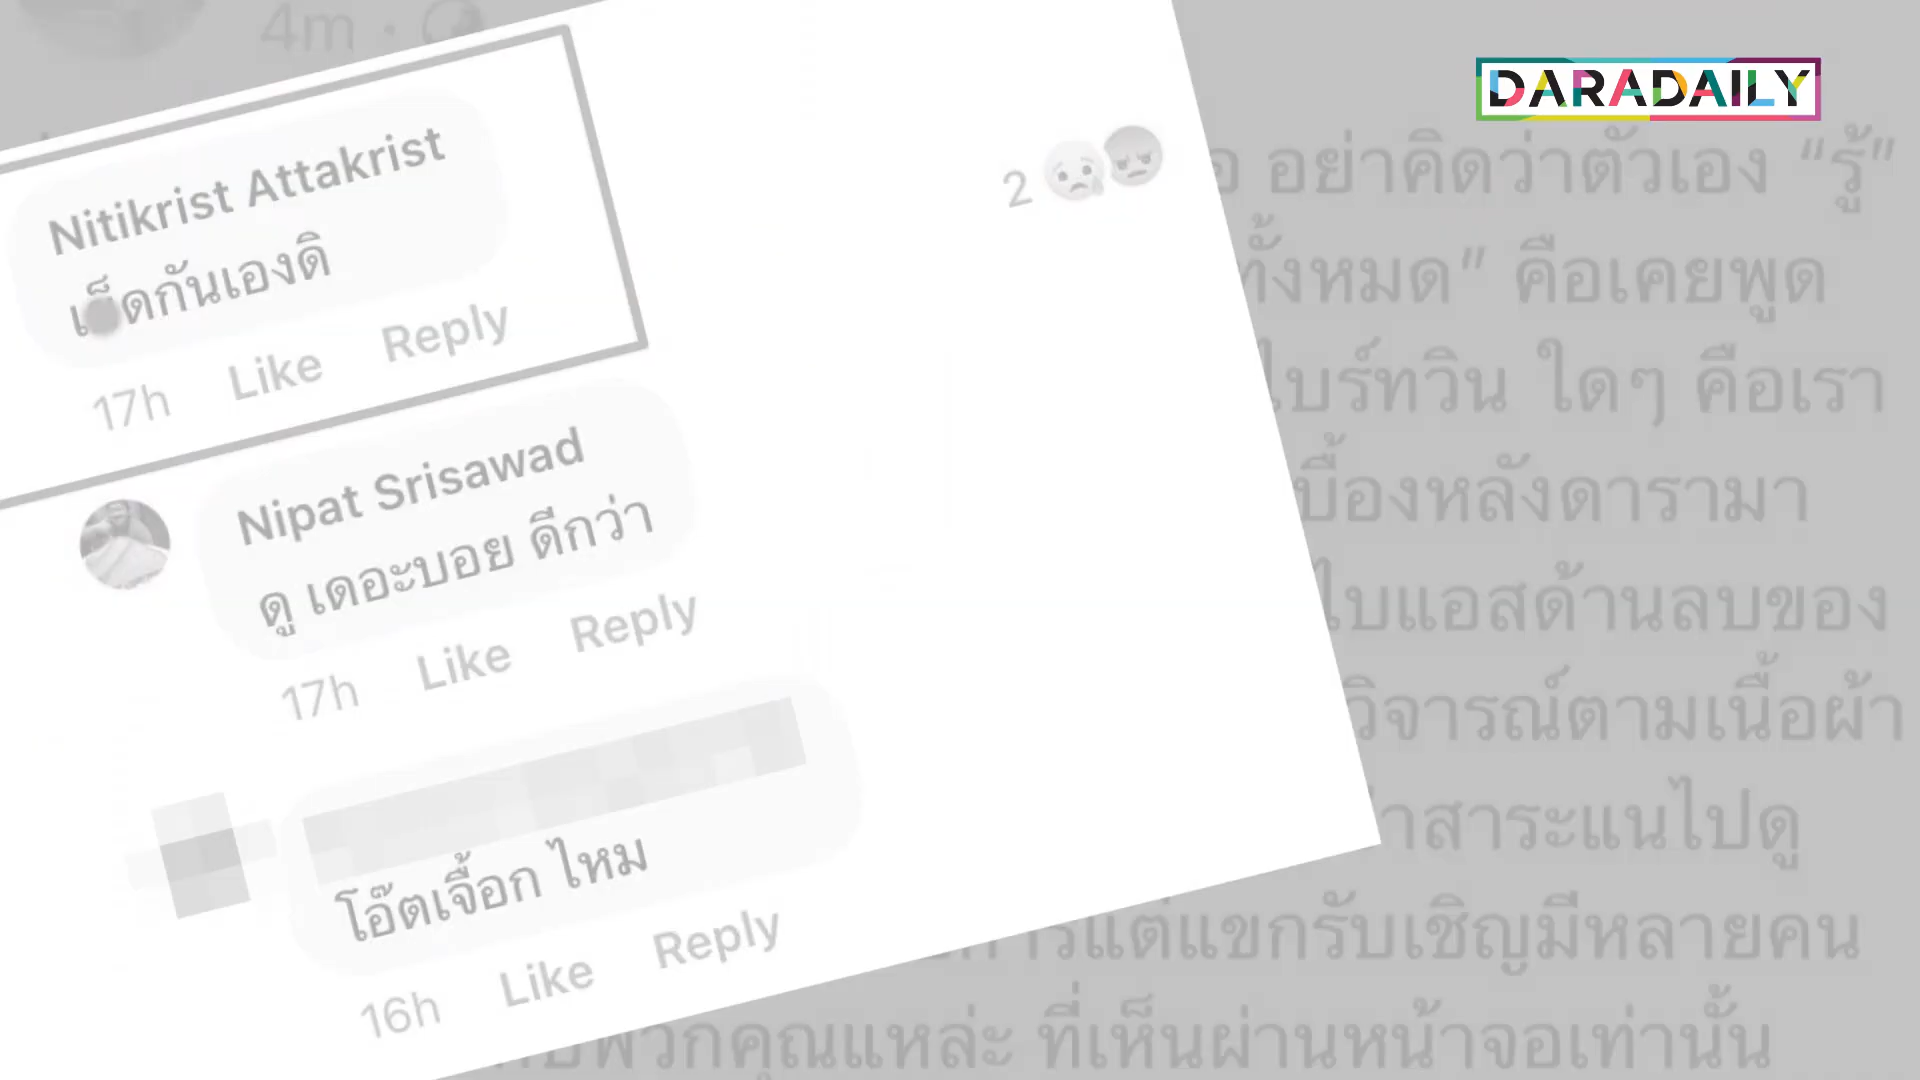 4m ·
DARADAILY
Nitikrist Attakrist
เ็ดกันเองดิ
17h Like Reply
2
Nipat Srisawad
ดู เดอะบอย ดีกว่า
17h Like Reply
โอ๊ตเจื้อก ไหม
16h Like Reply
อย่าคิดว่าตัวเอง “รู้”
ทั้งหมด” คือเคยพูด
ไบร์ทวิน ใดๆ คือเรา
เบื้องหลังดารามา
ไบแอสด้านลบของ
วิจารณ์ตามเนื้อผ้า
สาระแนไปดู
แต่แขกรับเชิญมีหลายคน
พวกคุณแหล่ะ ที่เห็นผ่านหน้าจอเท่านั้น